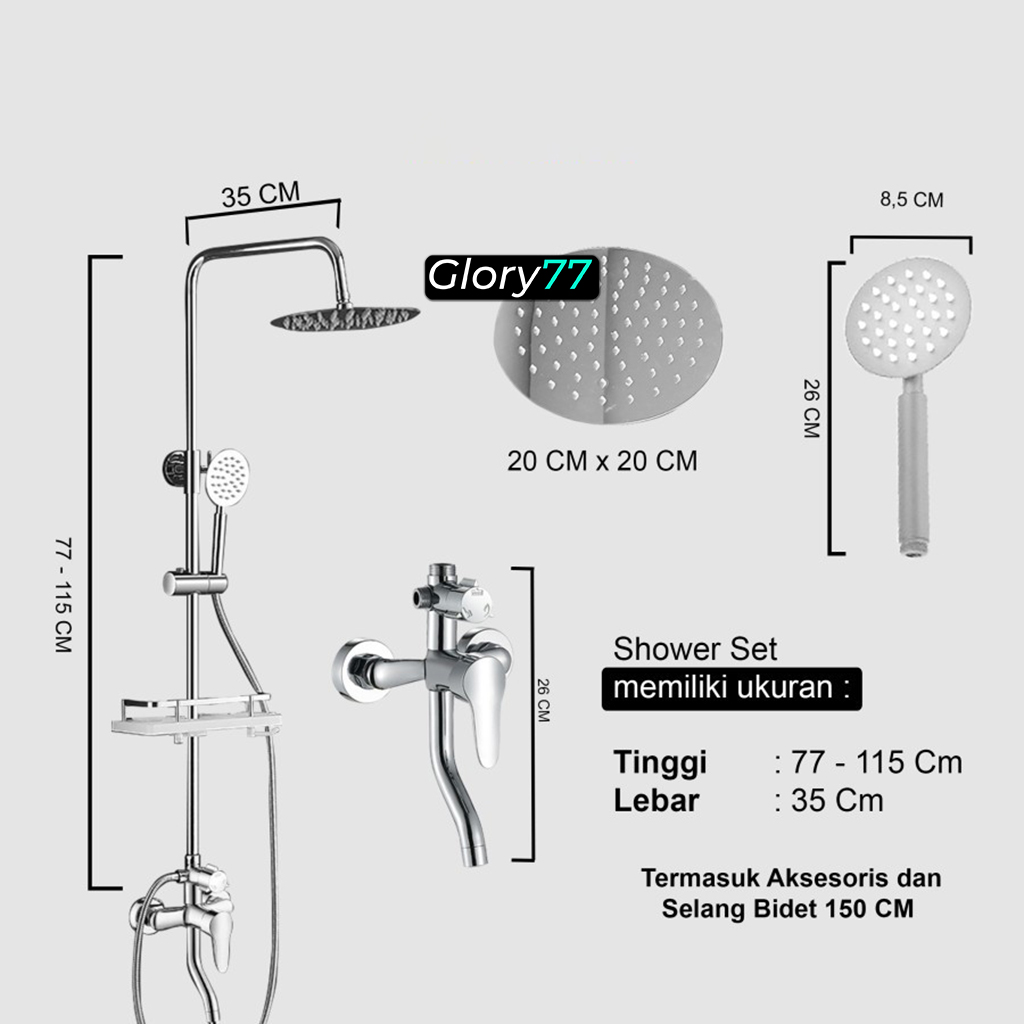 35 CM
8,5 CM
Glory77
26 CM
20 CM x 20 CM
77 - 115 CM
26 CM
Shower Set
memiliki ukuran :
Tinggi : 77 - 115 Cm
Lebar : 35 Cm
Termasuk Aksesoris dan
Selang Bidet 150 CM